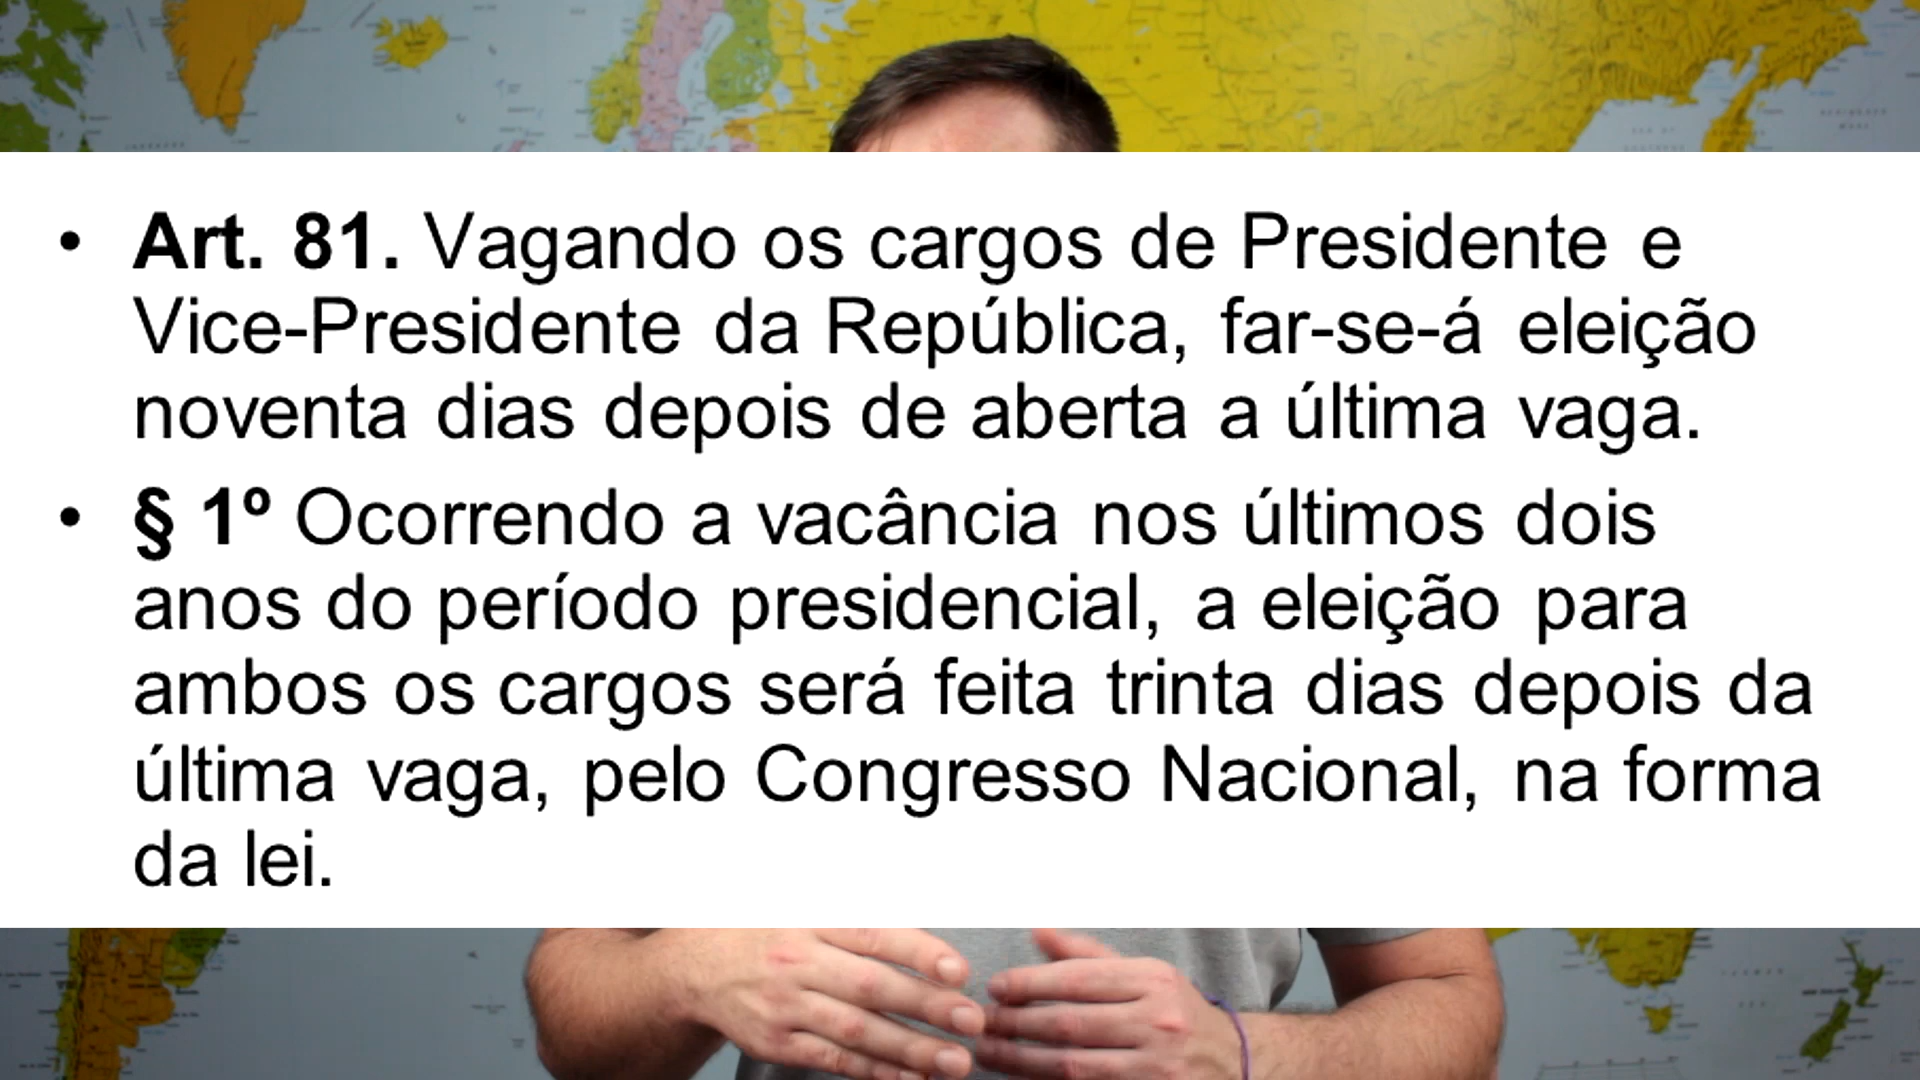 • Art. 81. Vagando os cargos de Presidente e
Vice-Presidente da República, far-se-á eleição
noventa dias depois de aberta a última vaga.
• § 1º Ocorrendo a vacância nos últimos dois
anos do período presidencial, a eleição para
ambos os cargos será feita trinta dias depois da
última vaga, pelo Congresso Nacional, na forma
da lei.